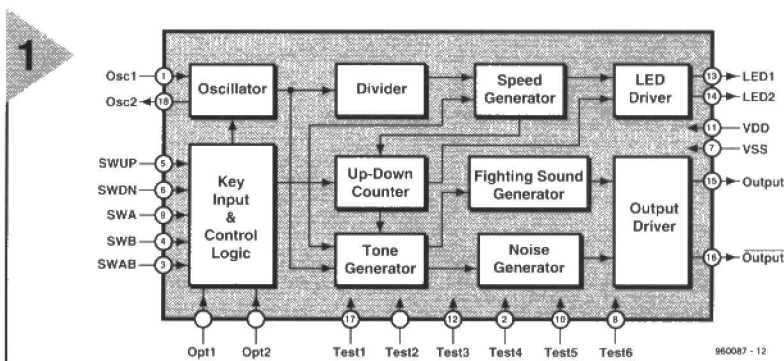 1
Osc1 1
Osc2 18
Oscillator
Divider
Speed
Generator
LED
Driver
13 LED1
14 LED2
11 VDD
7 VSS
SWUP 5
SWDN 6
SWA 9
SWB 4
SWAB 3
Key
Input
&
Control
Logic
Up-Down
Counter
Fighting Sound
Generator
Output
Driver
15 Output
16 Output
Tone
Generator
Noise
Generator
17 12 2 10 8
Opt1 Opt2 Test1 Test2 Test3 Test4 Test5 Test6
960087 - 12